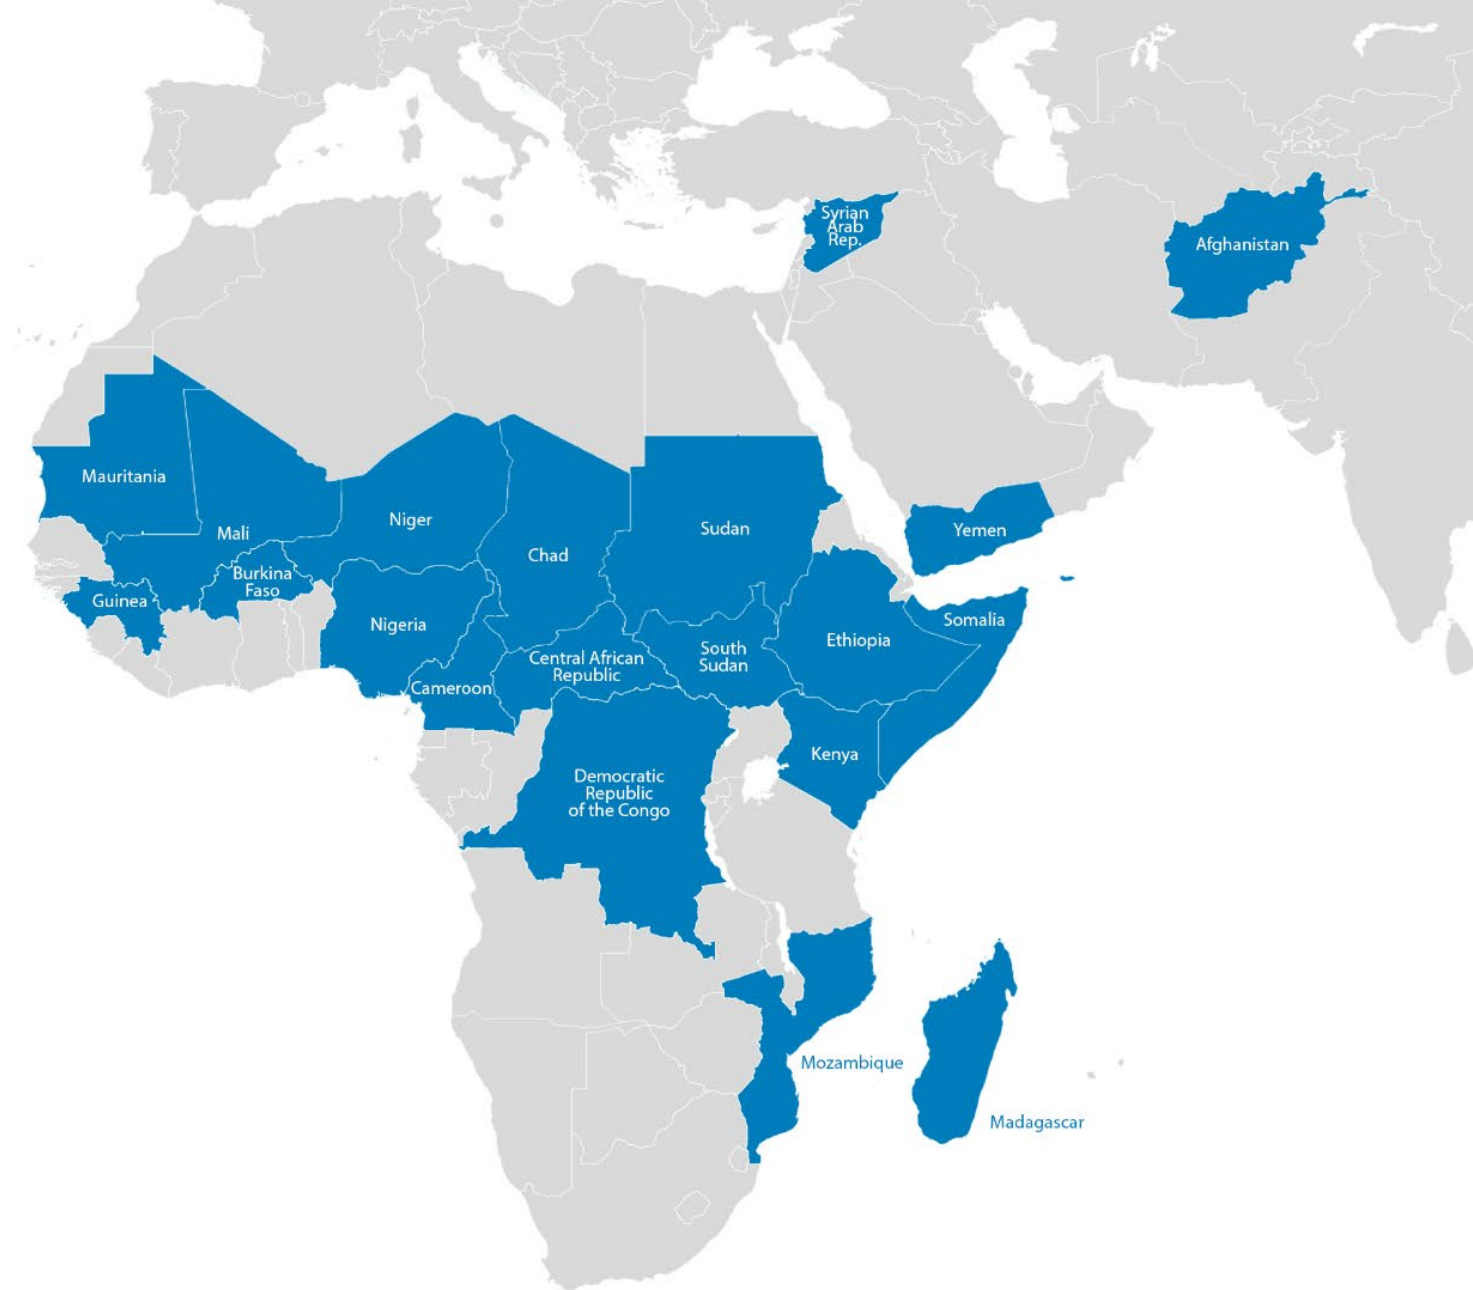 Syrian
Arab
Rep.
Afghanistan
Mauritania
Mali
Niger
Chad
Sudan
Yemen
Burkina
Faso
Guinea
Nigeria
Somalia
Ethiopia
South
Sudan
Central African
Republic
Cameroon
Kenya
Democratic
Republic
of the Congo
Mozambique
Madagascar